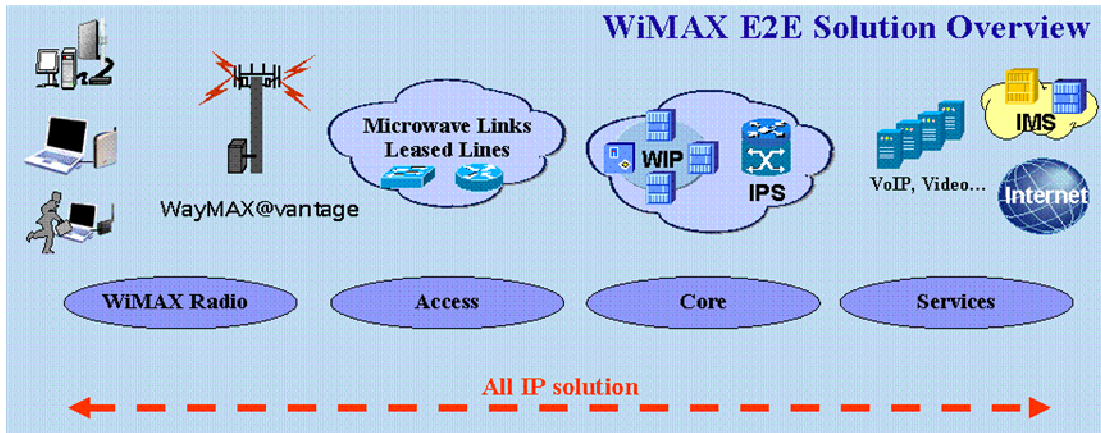 WiMAX E2E Solution Overview
Microwave Links
Leased Lines
WIP
IPS
IMS
VoIP, Video...
Internet
WayMAX@vantage
WiMAX Radio
Access
Core
Services
All IP solution